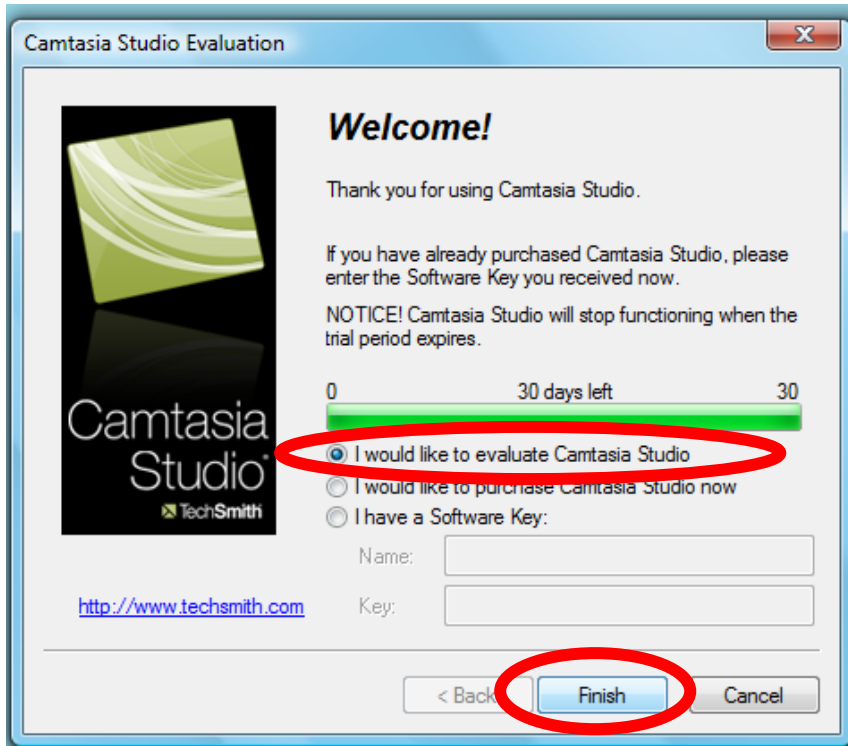 Camtasia Studio Evaluation
Welcome!
Thank you for using Camtasia Studio.
If you have already purchased Camtasia Studio, please
enter the Software Key you received now.
NOTICE! Camtasia Studio will stop functioning when the
trial period expires.
0 30 days left 30
I would like to evaluate Camtasia Studio
I would like to purchase Camtasia Studio now
I have a Software Key:
Name:
Key:
Camtasia
Studio
TechSmith
http://www.techsmith.com
< Back Finish Cancel